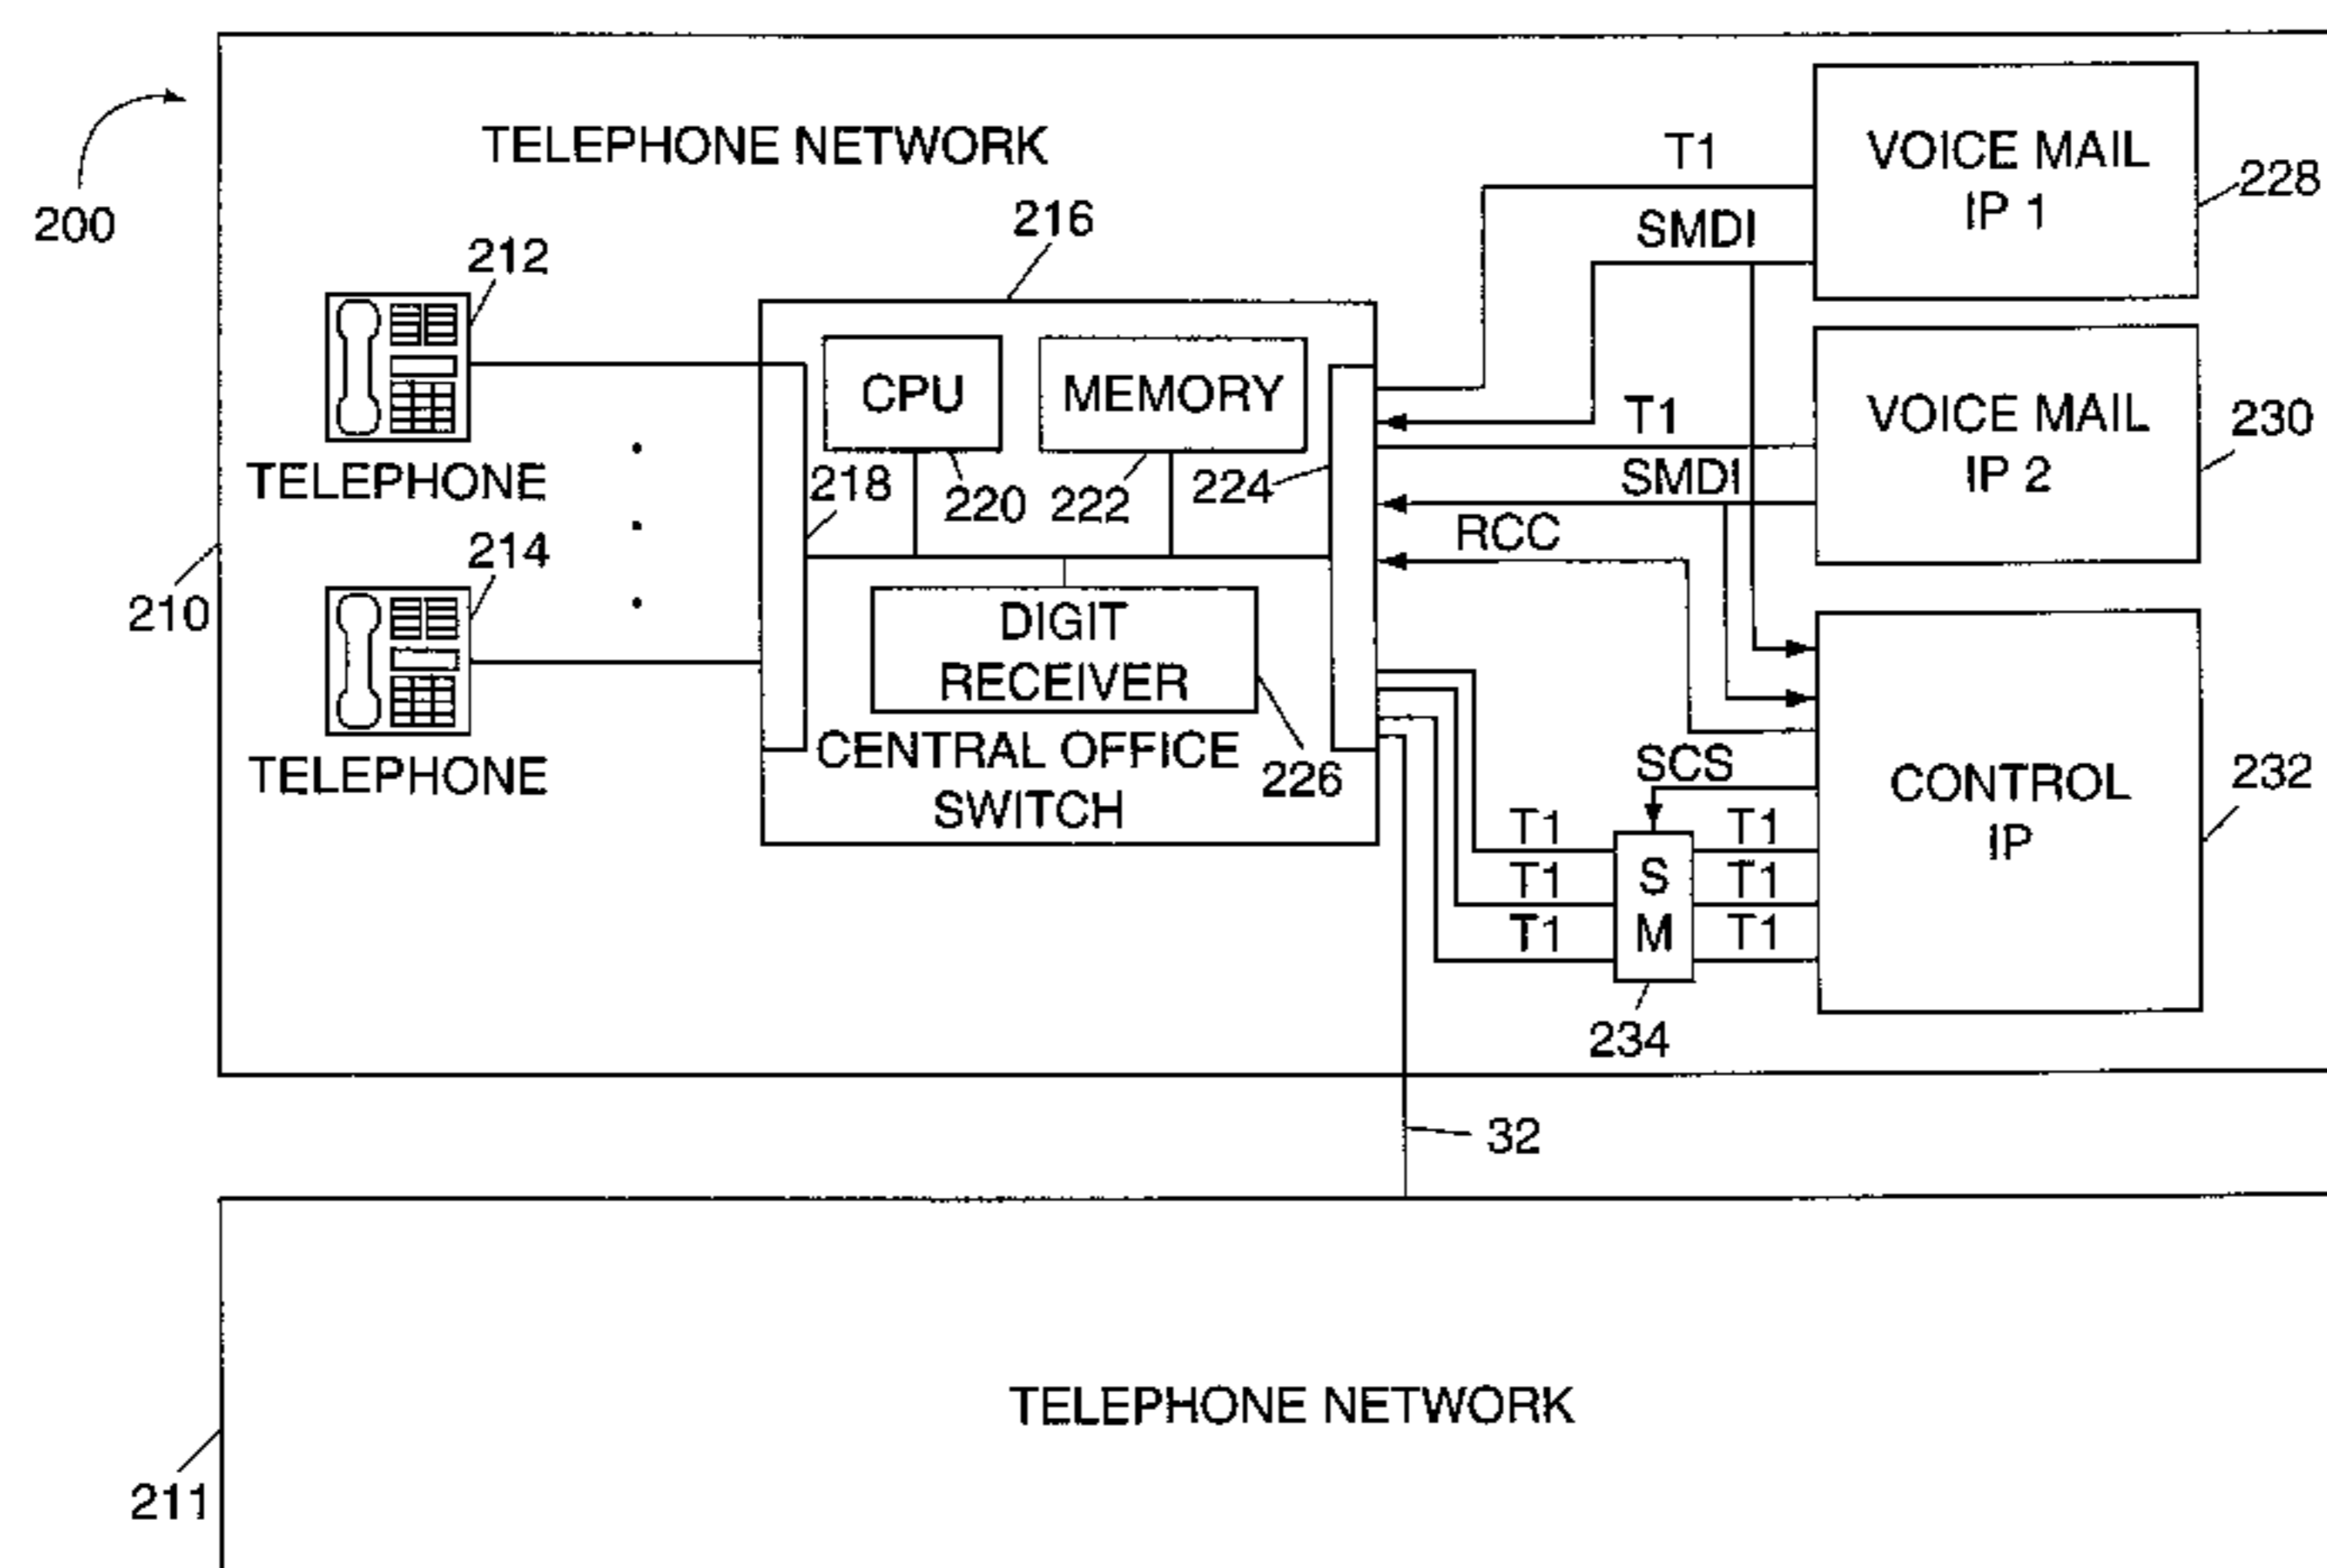 200
TELEPHONE NETWORK
T1
VOICE MAIL
IP 1
228
216
SMDI
212
CPU
MEMORY
T1
VOICE MAIL
IP 2
230
TELEPHONE
218
220
222
224
SMDI
RCC
214
210
DIGIT
RECEIVER
TELEPHONE
CENTRAL OFFICE
SWITCH
226
SCS
CONTROL
IP
232
T1
T1
T1
S
M
T1
T1
T1
234
32
TELEPHONE NETWORK
211